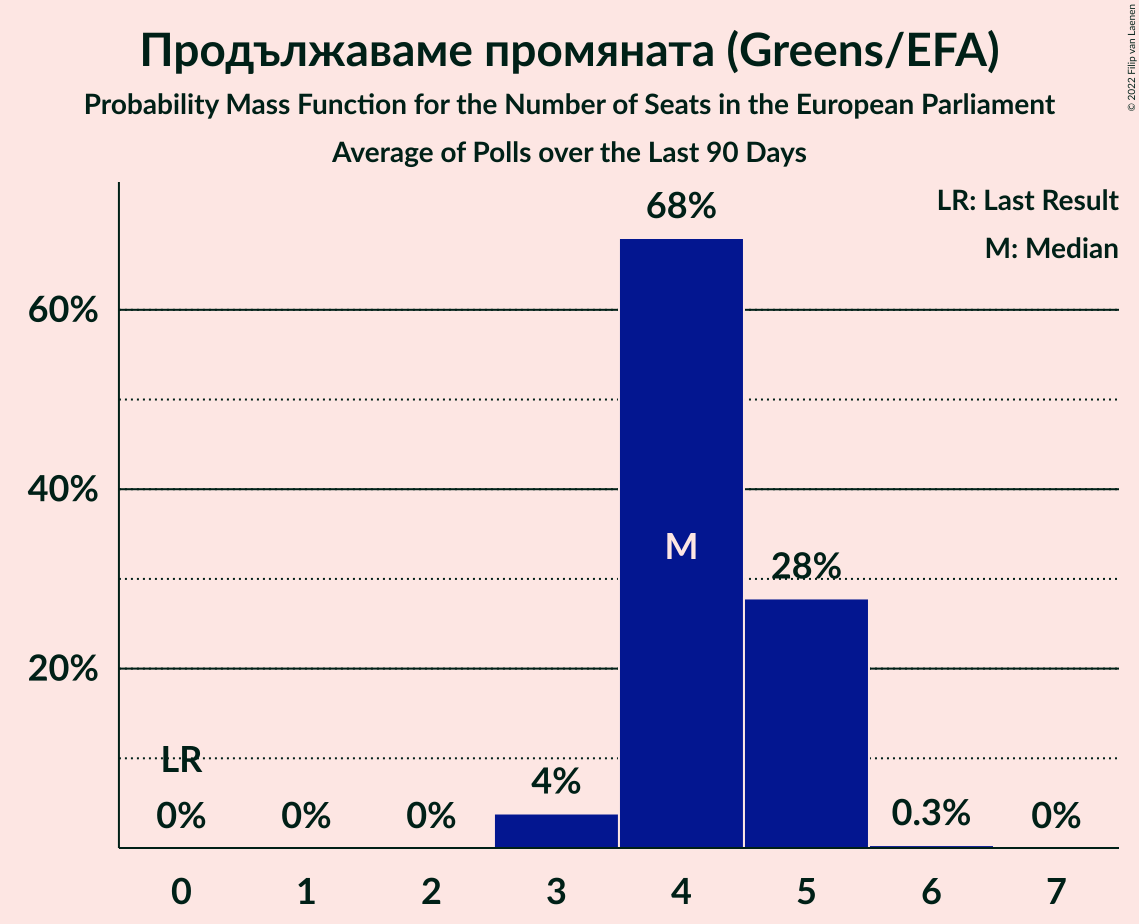 Продължаваме промяната (Greens/EFA)
Probability Mass Function for the Number of Seats in the European Parliament
Average of Polls over the Last 90 Days
© 2022 Filip van Laenen
LR: Last Result
M: Median
68%
60%
40%
M
28%
20%
LR
0%
0%
0%
4%
0.3%
0%
0 1 2 3 4 5 6 7